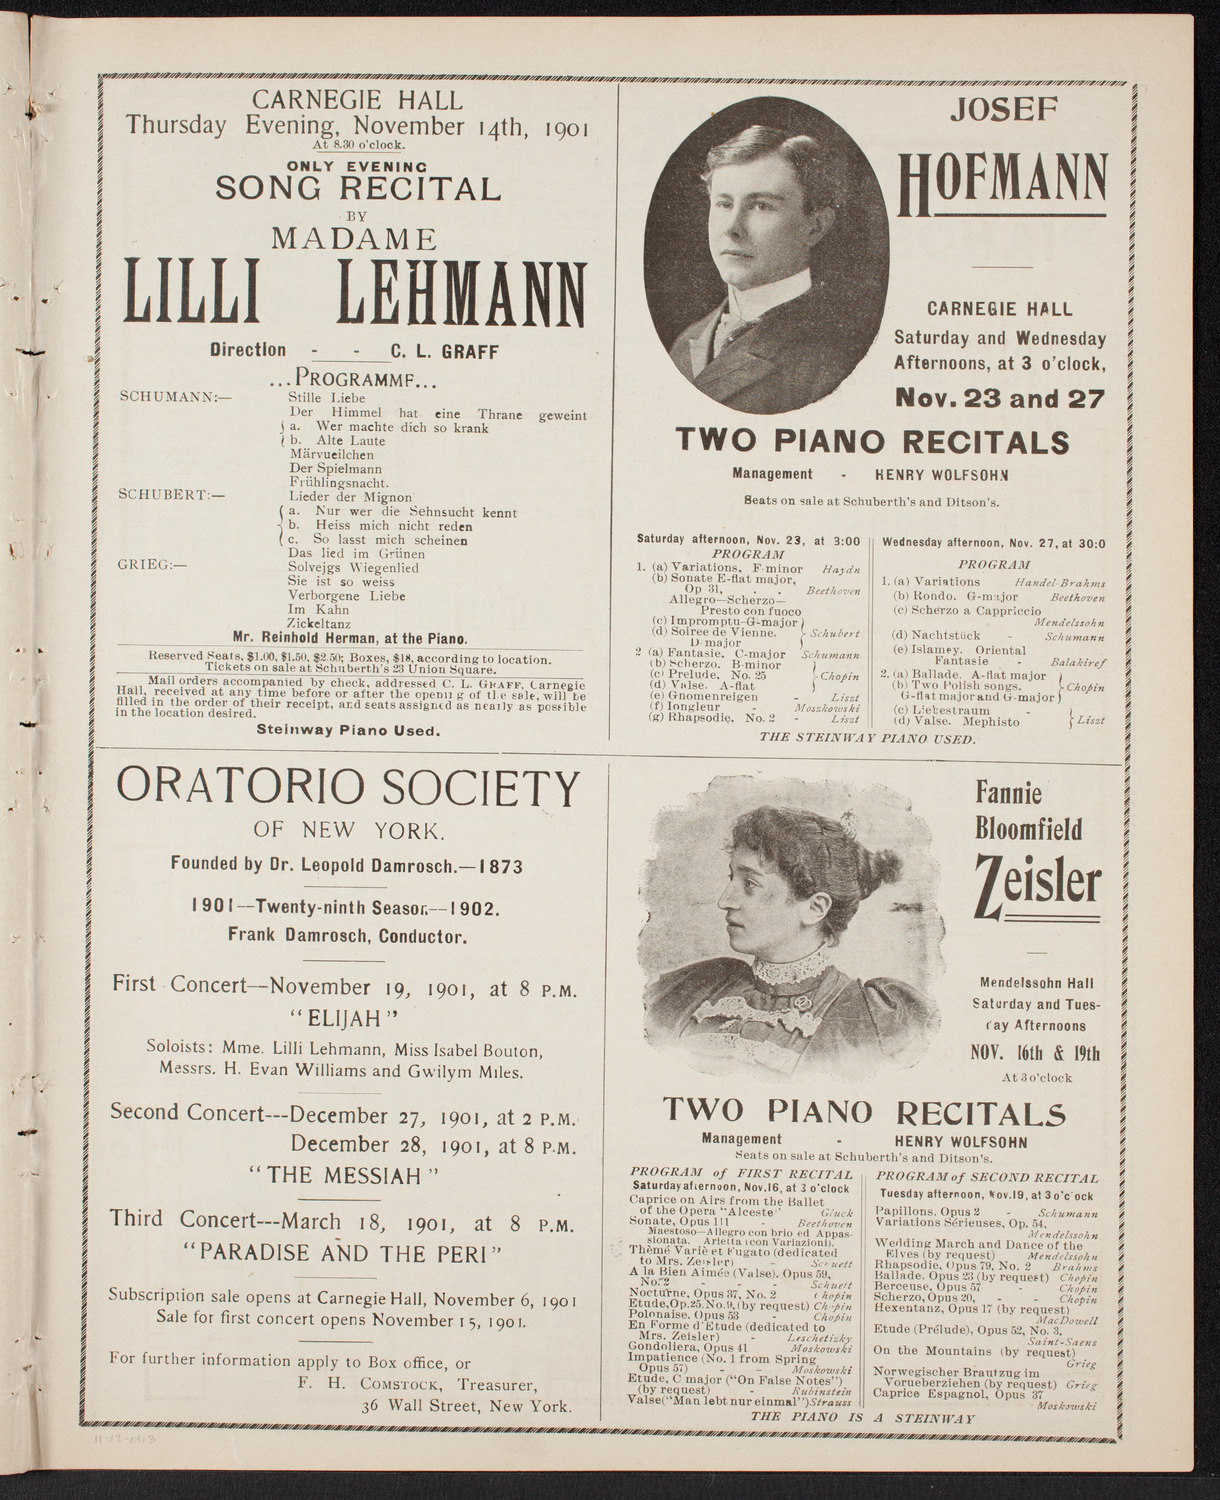 CARNEGIE HALL
Thursday Evening, November 14th, 1901
At 8.30 o'clock.
ONLY EVENING
SONG RECITAL
BY
MADAME
LILLI LEHMANN
Direction - - C. L. GRAFF
...PROGRAMME...
SCHUMANN:— Stille Liebe
Der Himmel hat eine Thrane geweint
a. Wer machte dich so krank
b. Alte Laute
Märvueilchen
Der Spielmann
Frühlingsnacht.
SCHUBERT:— Lieder der Mignon
a. Nur wer die Sehnsucht kennt
b. Heiss mich nicht reden
c. So lasst mich scheinen
Das lied im Grünen
GRIEG:— Solvejgs Wiegenlied
Sie ist so weiss
Verborgene Liebe
Im Kahn
Zickeltanz
Mr. Reinhold Herman, at the Piano.
Reserved Seats, $1.00, $1.50, $2.50; Boxes, $18, according to location.
Tickets on sale at Schuberth's 23 Union Square.
Mail orders accompanied by check, addressed C. L. GRAFF, Carnegie
Hall, received at any time before or after the opening of the sale, will be
filled in the order of their receipt, and seats assigned as nearly as possible
in the location desired.
Steinway Piano Used.
JOSEF
HOFMANN
CARNEGIE HALL
Saturday and Wednesday
Afternoons, at 3 o'clock,
Nov. 23 and 27
TWO PIANO RECITALS
Management - HENRY WOLFSOHN
Seats on sale at Schuberth's and Ditson's.
Saturday afternoon, Nov. 23, at 3:00
PROGRAM
1. (a) Variations. F-minor Haydn
(b) Sonate E-flat major,
Op 31, . . Beethoven
Allegro—Scherzo—
Presto con fuoco
(c) Impromptu-G-major
(d) Soiree de Vienne. Schubert
D-major
2 (a) Fantasie. C-major Schumann
(b) Scherzo. B-minor
(c) Prelude. No. 25 Chopin
(d) Valse. A-flat
(e) Gnomenreigen - Liszt
(f) Iongleur - Moszkowski
(g) Rhapsodie. No. 2 - Liszt
Wednesday afternoon, Nov. 27, at 30:0
PROGRAM
1. (a) Variations Handel-Brahms
(b) Rondo. G-major Beethoven
(c) Scherzo a Cappriccio
Mendelssohn
(d) Nachtstück - Schumann
(e) Islamey. Oriental
Fantasie - Balakiref
2. (a) Ballade. A-flat major
(b) Two Polish songs. Chopin
G-flat major and G-major
(c) Liebestraum -
(d) Valse. Mephisto Liszt
THE STEINWAY PIANO USED.
ORATORIO SOCIETY
OF NEW YORK.
Founded by Dr. Leopold Damrosch.—1873
1901—Twenty-ninth Season—1902.
Frank Damrosch, Conductor.
First Concert—November 19, 1901, at 8 P.M.
"ELIJAH"
Soloists: Mme. Lilli Lehmann, Miss Isabel Bouton,
Messrs. H. Evan Williams and Gwilym Miles.
Second Concert---December 27, 1901, at 2 P.M.
December 28, 1901, at 8 P.M.
"THE MESSIAH"
Third Concert---March 18, 1901, at 8 P.M.
"PARADISE AND THE PERI"
Subscription sale opens at Carnegie Hall, November 6, 1901
Sale for first concert opens November 15, 1901.
For further information apply to Box office, or
F. H. COMSTOCK, Treasurer,
36 Wall Street, New York.
Fannie
Bloomfield
Zeisler
Mendelssohn Hall
Saturday and Tues-
day Afternoons
NOV. 16th & 19th
At 3 o'clock
TWO PIANO RECITALS
Management - HENRY WOLFSOHN
Seats on sale at Schuberth's and Ditson's.
PROGRAM of FIRST RECITAL
Saturday afternoon, Nov. 16, at 3 o'clock
Caprice on Airs from the Ballet
of the Opera "Alceste" Gluck
Sonate, Opus 111 - Beethoven
Maestoso—Allegro con brio ed Appas-
sionata. Arietta (con Variazioni).
Thème Variè et Fugato (dedicated
to Mrs. Zeisler) - Schuett
A la Bien Aimée (Valse). Opus 59,
No. 2 - - - Schuett
Nocturne, Opus 37, No. 2 Chopin
Etude, Op. 25, No. 9, (by request) Chopin
Polonaise, Opus 53 - Chopin
En Forme d'Etude (dedicated to
Mrs. Zeisler) - Leschetizky
Gondoliera, Opus 41 Moskowski
Impatience (No. 1 from Spring
Opus 57) - - Moskowski
Etude, C major ("On False Notes")
(by request) - Rubinstein
Valse ("Man lebt nur einmal") Strauss
PROGRAM of SECOND RECITAL
Tuesday afternoon, Nov. 19, at 3 o'clock
Papillons. Opus 2 - Schumann
Variations Sérieuses, Op. 54,
Mendelssohn
Wedding March and Dance of the
Elves (by request) Mendelssohn
Rhapsodie, Opus 79, No. 2 Brahms
Ballade. Opus 23 (by request) Chopin
Berceuse, Opus 57 - Chopin
Scherzo, Opus 20, - - Chopin
Hexentanz, Opus 17 (by request)
MacDowell
Etude (Prélude), Opus 52, No. 3.
Saint-Saens
On the Mountains (by request)
Grieg
Norwegischer Brautzug im
Vorueberziehen (by request) Grieg
Caprice Espagnol, Opus 37
Moskowski
THE PIANO IS A STEINWAY
11-12-01:3